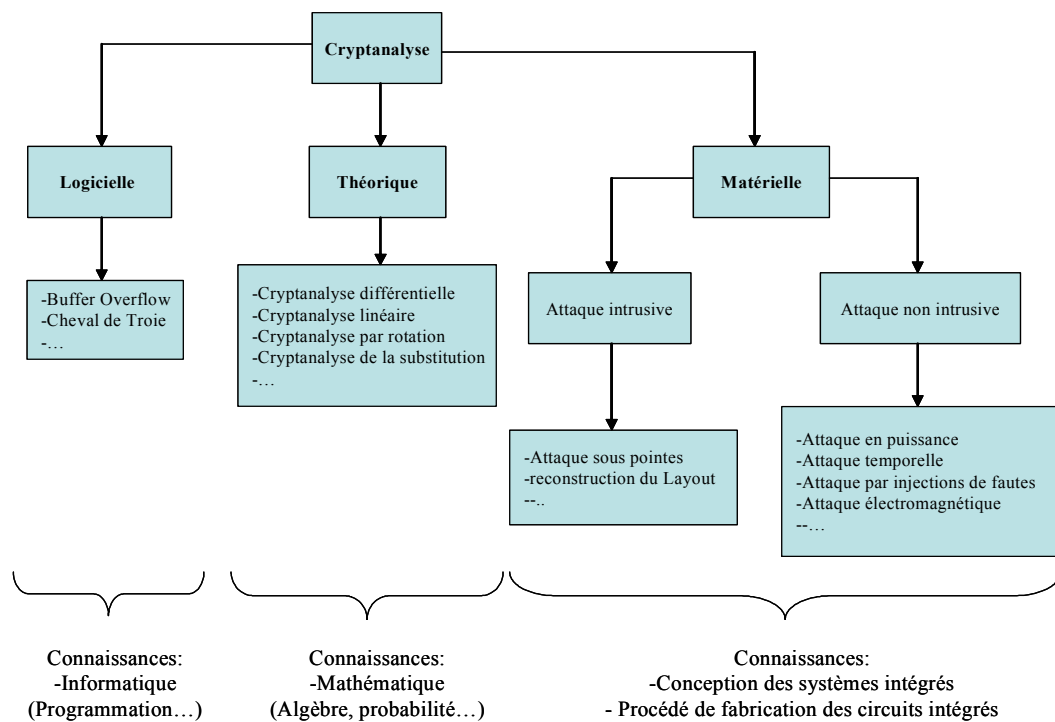 Cryptanalyse
Logicielle
Théorique
Matérielle
-Buffer Overflow
-Cheval de Troie
-…
-Cryptanalyse différentielle
-Cryptanalyse linéaire
-Cryptanalyse par rotation
-Cryptanalyse de la substitution
-…
Attaque intrusive
Attaque non intrusive
-Attaque sous pointes
-reconstruction du Layout
--..
-Attaque en puissance
-Attaque temporelle
-Attaque par injections de fautes
-Attaque électromagnétique
--…
Connaissances:
-Informatique
(Programmation…)
Connaissances:
-Mathématique
(Algèbre, probabilité…)
Connaissances:
-Conception des systèmes intégrés
- Procédé de fabrication des circuits intégrés